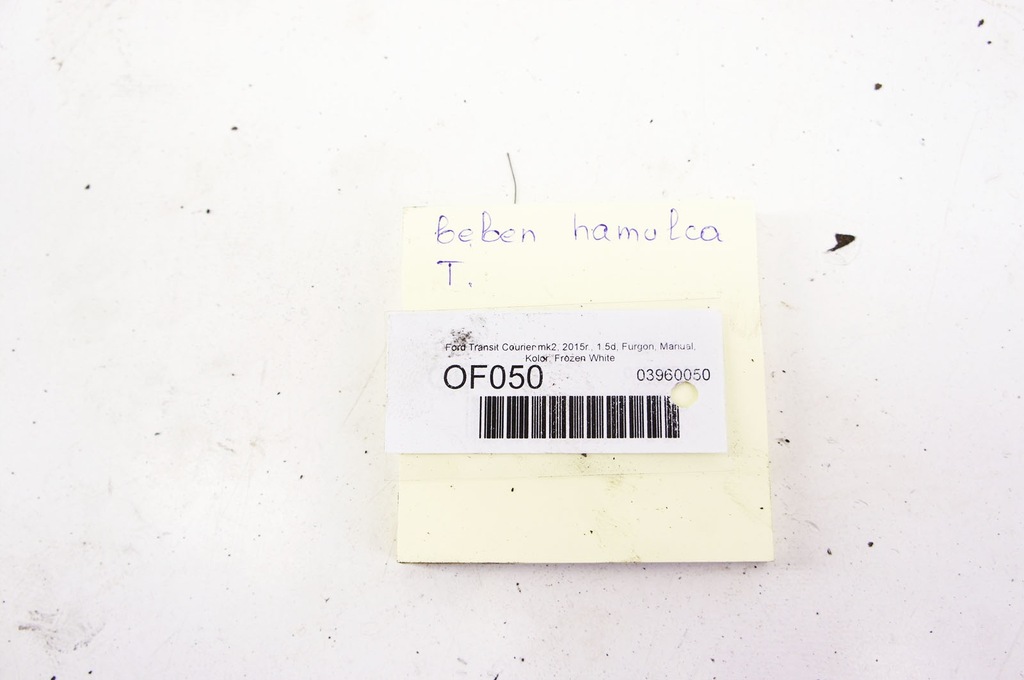 bęben hamulca
T.
Ford Transit Courier mk2, 2015r., 1.5d, Furgon, Manual,
Kolor: Frozen White
OF050 03960050